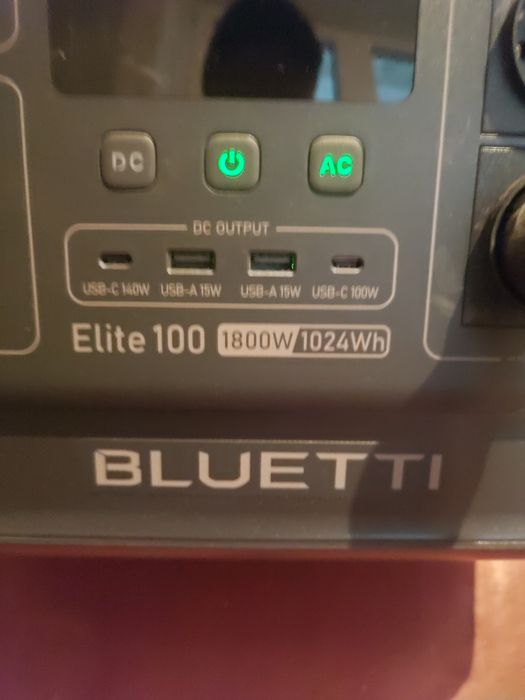 DC AC
DC OUTPUT
USB-C 140W USB-A 15W USB-A 15W USB-C 100W
Elite 100 1800W/1024Wh
BLUETTI